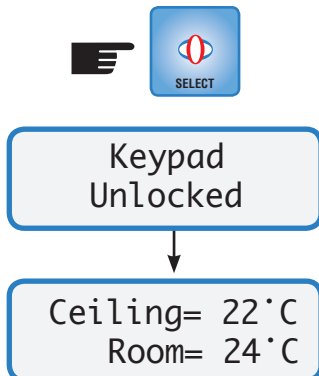 SELECT
Keypad
Unlocked
Ceiling= 22˚C
Room= 24˚C